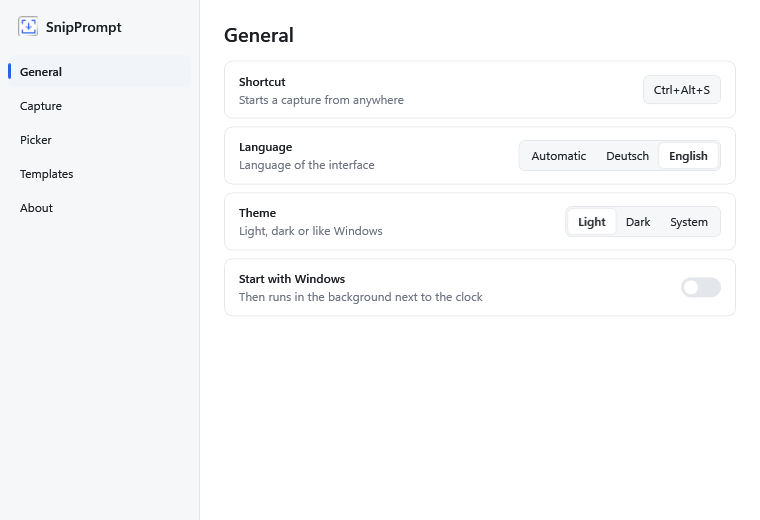 SnipPrompt
General
Capture
Picker
Templates
About
General
Shortcut
Starts a capture from anywhere
Ctrl+Alt+S
Language
Language of the interface
Automatic Deutsch English
Theme
Light, dark or like Windows
Light Dark System
Start with Windows
Then runs in the background next to the clock